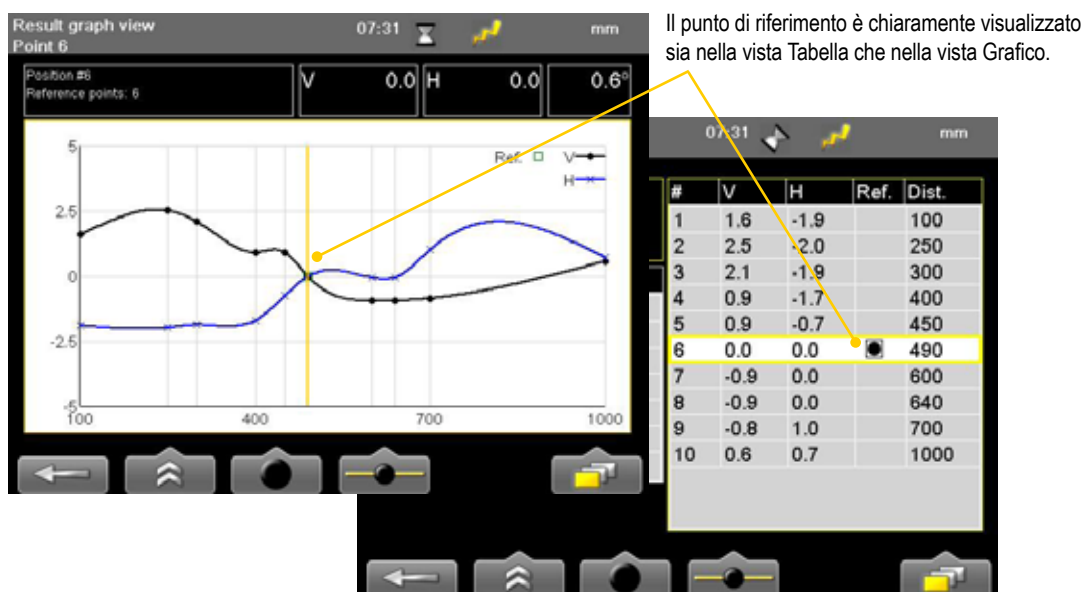 Result graph view
Point 6
07:31
mm
Il punto di riferimento è chiaramente visualizzato
sia nella vista Tabella che nella vista Grafico.
Position #6
Reference points: 6
V 0.0
H 0.0
0.6°
Ref. V
H
5
2.5
0
-2.5
-5
100 400 700 1000
07:31
mm
# V H Ref. Dist.
1 1.6 -1.9 100
2 2.5 -2.0 250
3 2.1 -1.9 300
4 0.9 -1.7 400
5 0.9 -0.7 450
6 0.0 0.0 490
7 -0.9 0.0 600
8 -0.9 0.0 640
9 -0.8 1.0 700
10 0.6 0.7 1000